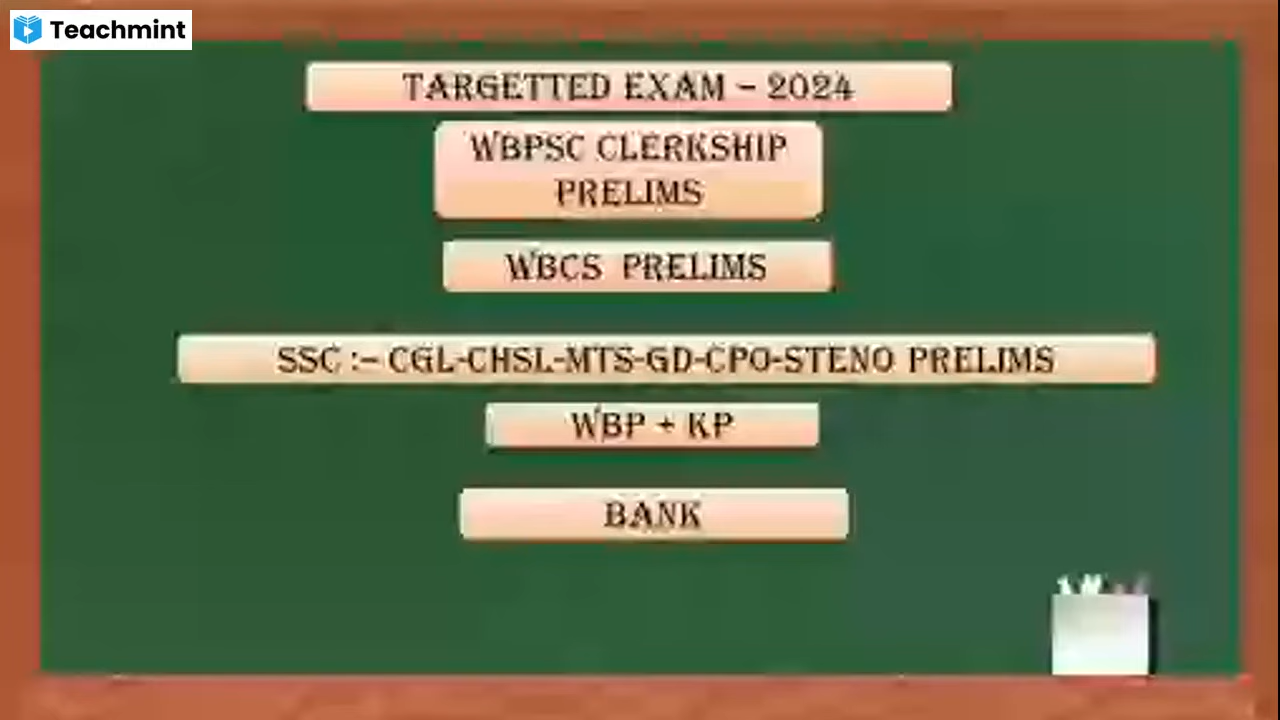 Teachmint
TARGETTED EXAM – 2024
WBPSC CLERKSHIP
PRELIMS
WBCS PRELIMS
SSC :– CGL-CHSL-MTS-GD-CPO-STENO PRELIMS
WBP + KP
BANK